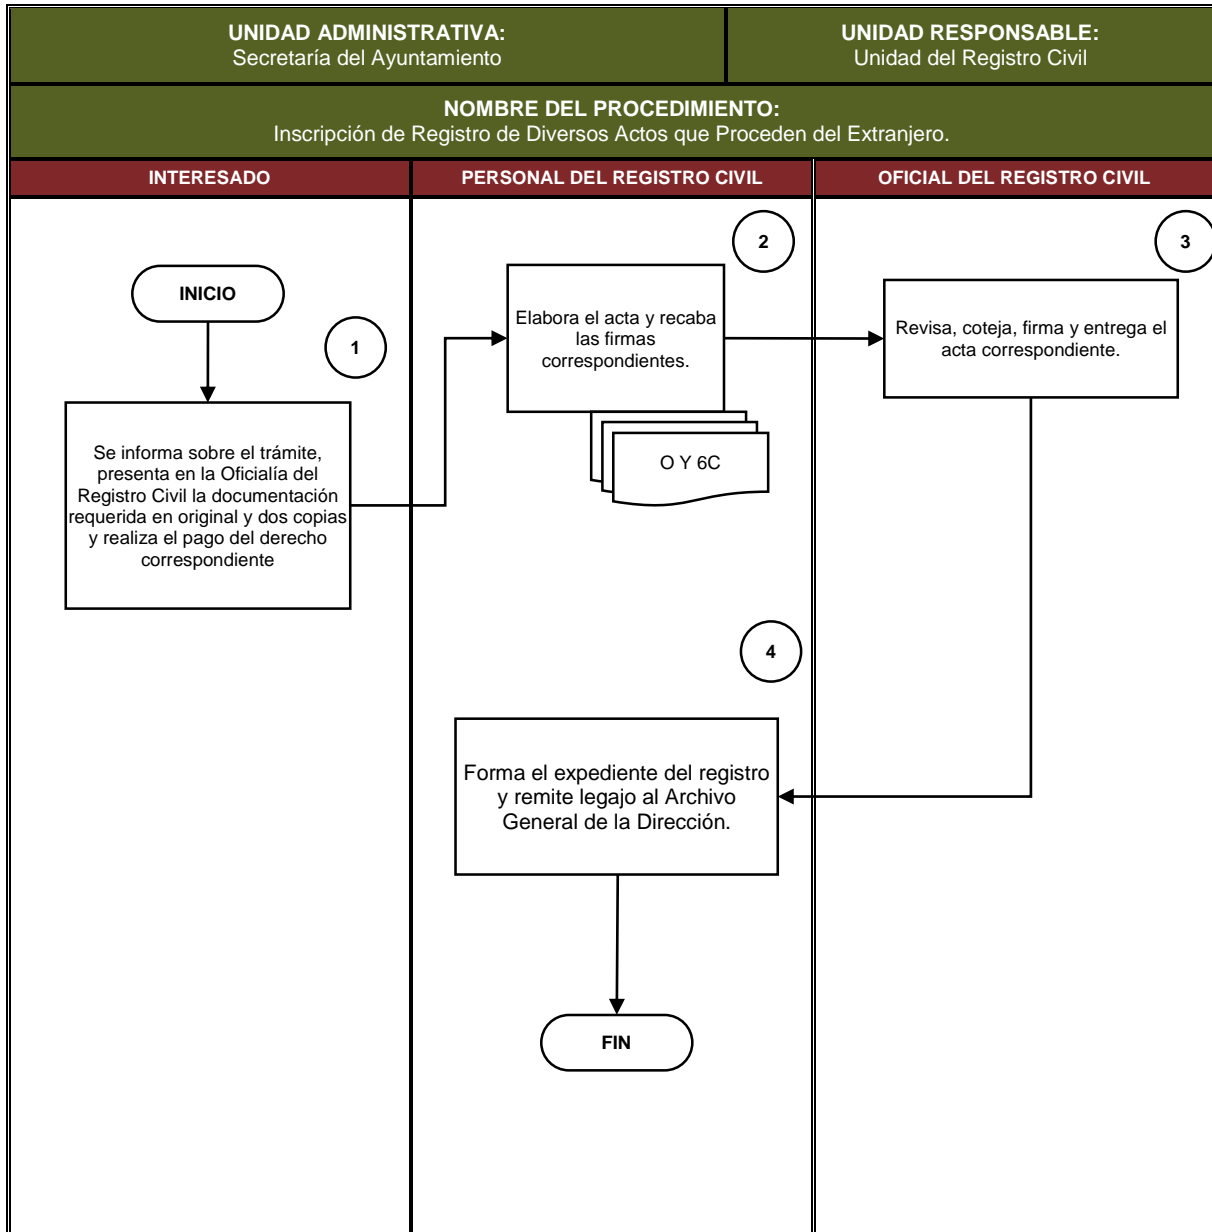 UNIDAD ADMINISTRATIVA:
Secretaría del Ayuntamiento
UNIDAD RESPONSABLE:
Unidad del Registro Civil
NOMBRE DEL PROCEDIMIENTO:
Inscripción de Registro de Diversos Actos que Proceden del Extranjero.
INTERESADO
PERSONAL DEL REGISTRO CIVIL
OFICIAL DEL REGISTRO CIVIL
INICIO
1
Se informa sobre el trámite,
presenta en la Oficialía del
Registro Civil la documentación
requerida en original y dos copias
y realiza el pago del derecho
correspondiente
2
Elabora el acta y recaba
las firmas
correspondientes.
O Y 6C
3
Revisa, coteja, firma y entrega el
acta correspondiente.
4
Forma el expediente del registro
y remite legajo al Archivo
General de la Dirección.
FIN